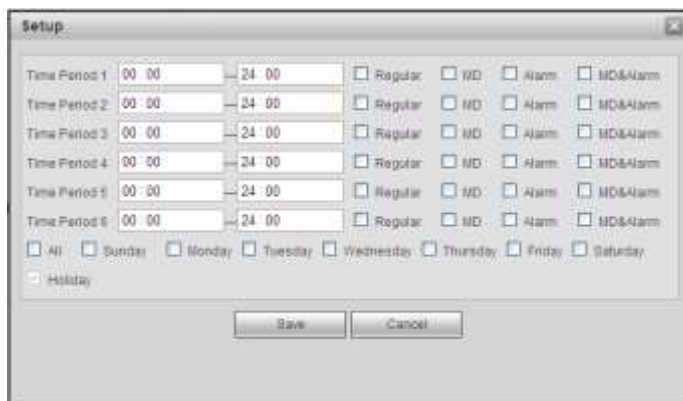 Setup
Time Period 1 00 00 — 24 00 Regular MD Alarm MD&Alarm
Time Period 2 00 00 — 24 00 Regular MD Alarm MD&Alarm
Time Period 3 00 00 — 24 00 Regular MD Alarm MD&Alarm
Time Period 4 00 00 — 24 00 Regular MD Alarm MD&Alarm
Time Period 5 00 00 — 24 00 Regular MD Alarm MD&Alarm
Time Period 6 00 00 — 24 00 Regular MD Alarm MD&Alarm
All Sunday Monday Tuesday Wednesday Thursday Friday Saturday
Holiday
Save Cancel